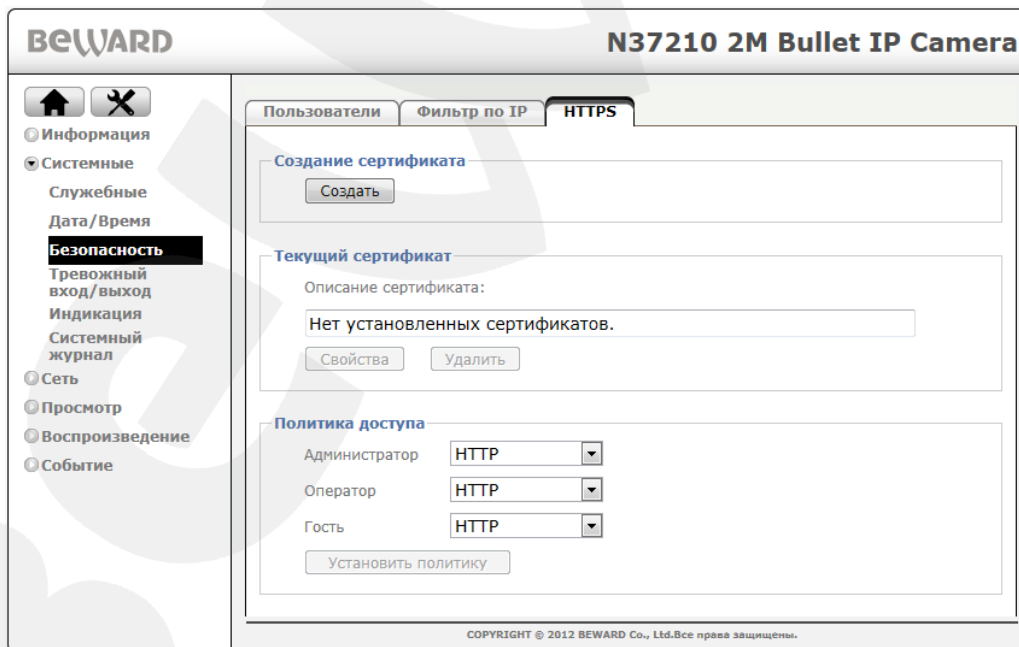 BEWARD
N37210 2M Bullet IP Camera
Информация
Системные
Служебные
Дата/Время
Безопасность
Тревожный
вход/выход
Индикация
Системный
журнал
Сеть
Просмотр
Воспроизведение
Событие
Пользователи
Фильтр по IP
HTTPS
Создание сертификата
Создать
Текущий сертификат
Описание сертификата:
Нет установленных сертификатов.
Свойства
Удалить
Политика доступа
Администратор HTTP
Оператор HTTP
Гость HTTP
Установить политику
COPYRIGHT © 2012 BEWARD Co., Ltd.Все права защищены.